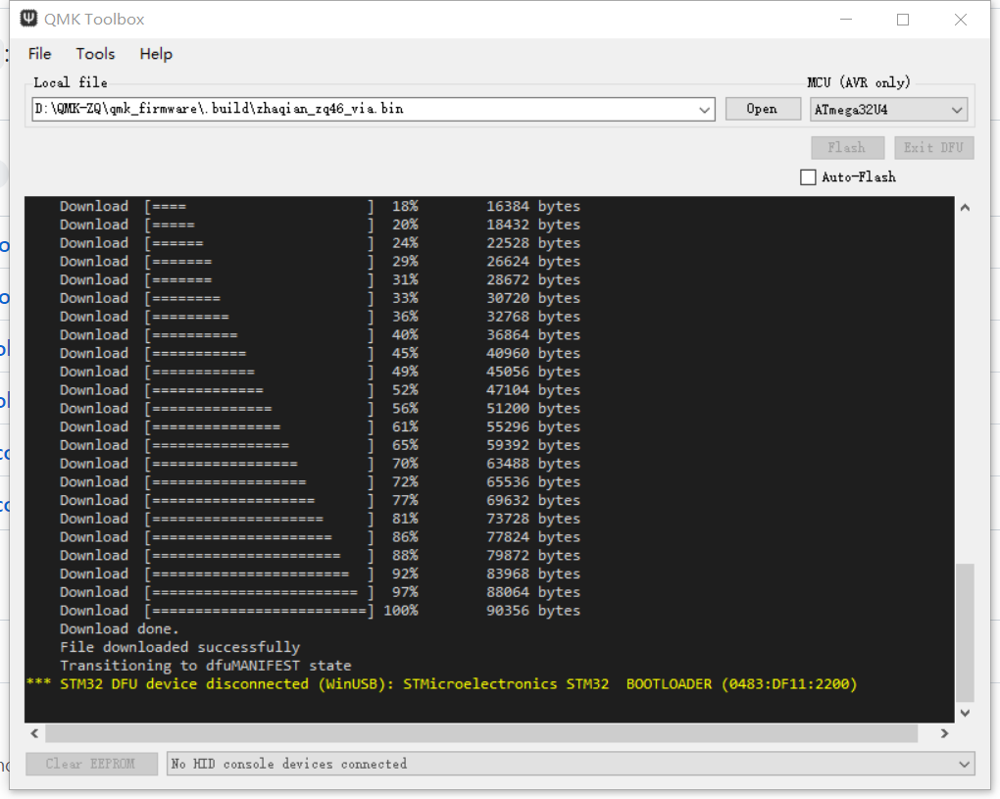 QMK Toolbox
File Tools Help
Local file
MCU (AVR only)
D:\QMK-ZQ\qmk_firmware\.build\zhaqian_zq46_via.bin
Open
ATmega32U4
Flash
Exit DFU
Auto-Flash
Download [==== ] 18% 16384 bytes
Download [===== ] 20% 18432 bytes
Download [====== ] 24% 22528 bytes
Download [======= ] 29% 26624 bytes
Download [======= ] 31% 28672 bytes
Download [======== ] 33% 30720 bytes
Download [========= ] 36% 32768 bytes
Download [========== ] 40% 36864 bytes
Download [=========== ] 45% 40960 bytes
Download [============ ] 49% 45056 bytes
Download [============= ] 52% 47104 bytes
Download [============== ] 56% 51200 bytes
Download [=============== ] 61% 55296 bytes
Download [================ ] 65% 59392 bytes
Download [================= ] 70% 63488 bytes
Download [================== ] 72% 65536 bytes
Download [=================== ] 77% 69632 bytes
Download [==================== ] 81% 73728 bytes
Download [===================== ] 86% 77824 bytes
Download [====================== ] 88% 79872 bytes
Download [======================= ] 92% 83968 bytes
Download [======================== ] 97% 88064 bytes
Download [=========================] 100% 90356 bytes
Download done.
File downloaded successfully
Transitioning to dfuMANIFEST state
*** STM32 DFU device disconnected (WinUSB): STMicroelectronics STM32  BOOTLOADER (0483:DF11:2200)
Clear EEPROM
No HID console devices connected